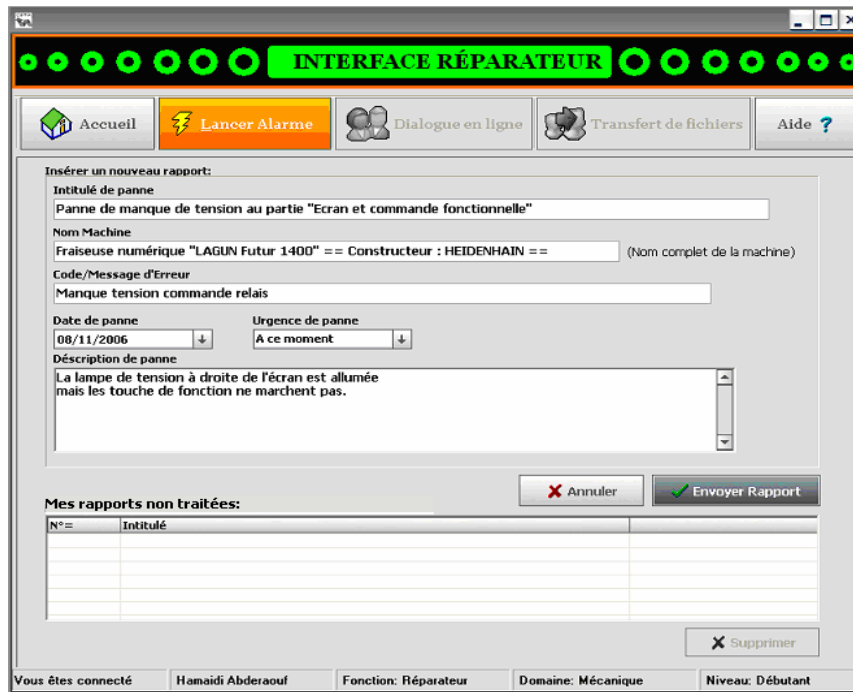 INTERFACE RÉPARATEUR
Accueil
Lancer Alarme
Dialogue en ligne
Transfert de fichiers
Aide ?
Insérer un nouveau rapport:
Intitulé de panne
Panne de manque de tension au partie "Ecran et commande fonctionnelle"
Nom Machine
Fraiseuse numérique "LAGUN Futur 1400" == Constructeur : HEIDENHAIN ==
(Nom complet de la machine)
Code/Message d'Erreur
Manque tension commande relais
Date de panne
Urgence de panne
08/11/2006
A ce moment
Déscription de panne
La lampe de tension à droite de l'écran est allumée
mais les touche de fonction ne marchent pas.
Annuler
Envoyer Rapport
Mes rapports non traitées:
N°=
Intitulé
Supprimer
Vous êtes connecté
Hamaidi Abderaouf
Fonction: Réparateur
Domaine: Mécanique
Niveau: Débutant